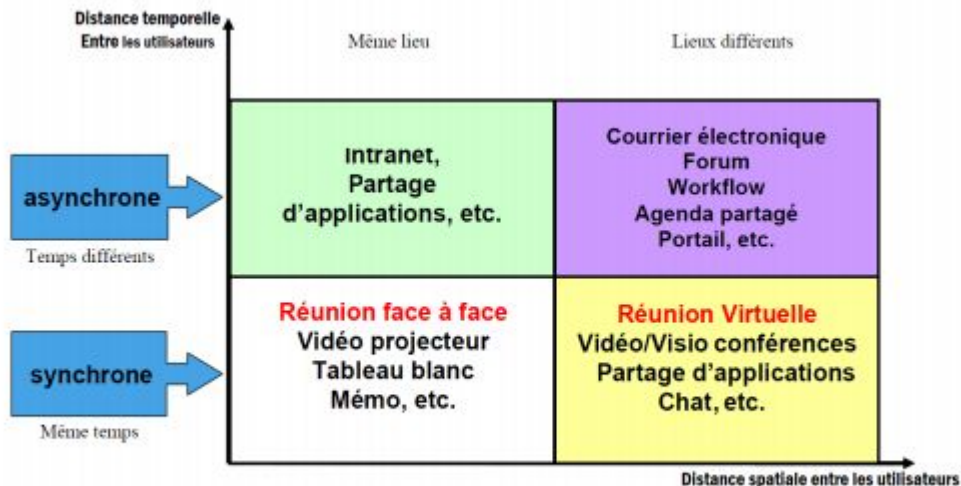 Distance temporelle
Entre les utilisateurs
Même lieu
Lieux différents
asynchrone
Temps différents
Intranet,
Partage
d'applications, etc.
Courrier électronique
Forum
Workflow
Agenda partagé
Portail, etc.
synchrone
Même temps
Réunion face à face
Vidéo projecteur
Tableau blanc
Mémo, etc.
Réunion Virtuelle
Vidéo/Visio conférences
Partage d'applications
Chat, etc.
Distance spatiale entre les utilisateurs